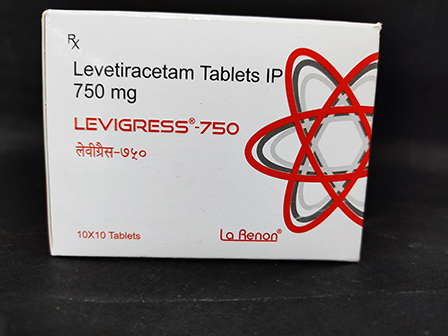 Rx
Levetiracetam Tablets IP
750 mg
LEVIGRESS®-750
लेवीग्रैस-७५०
10X10 Tablets
La Renon®